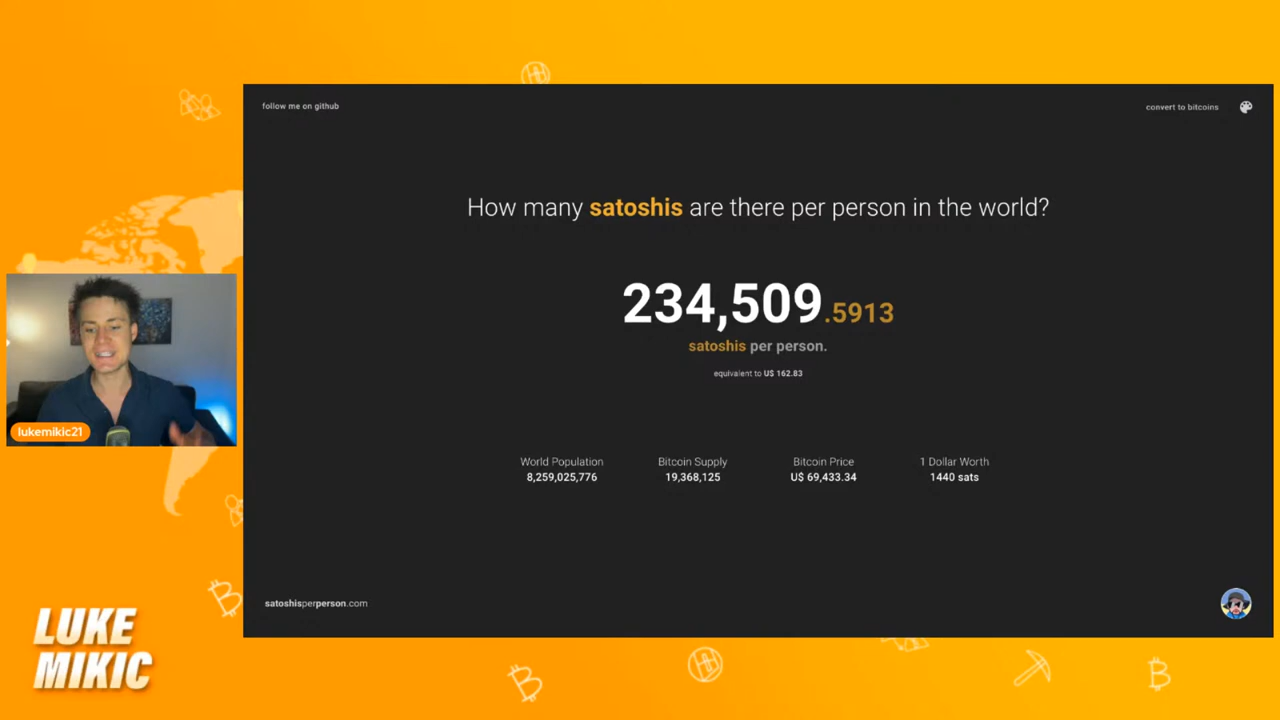 follow me on github
convert to bitcoins
How many satoshis are there per person in the world?
234,509.5913
satoshis per person.
equivalent to U$ 162.83
World Population
8,259,025,776
Bitcoin Supply
19,368,125
Bitcoin Price
U$ 69,433.34
1 Dollar Worth
1440 sats
satoshisperperson.com
lukemikic21
LUKE
MIKIC